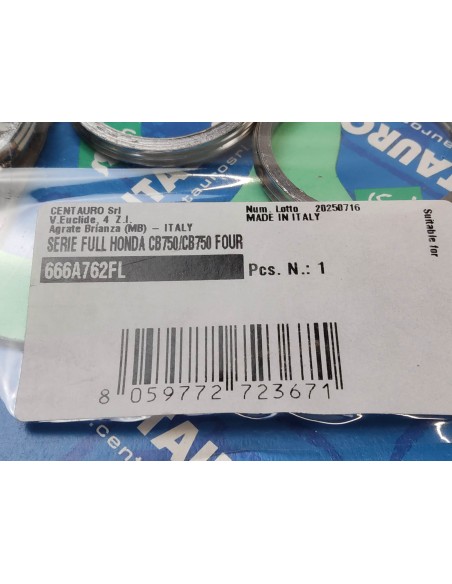 CENTAURO Srl
V.Euclide, 4 Z.I.
Agrate Brianza (MB) - ITALY
Num. Lotto 20250716
MADE IN ITALY
SERIE FULL HONDA CB750/CB750 FOUR
666A762FL
Pcs. N.: 1
8 059772 723671
Suitable for